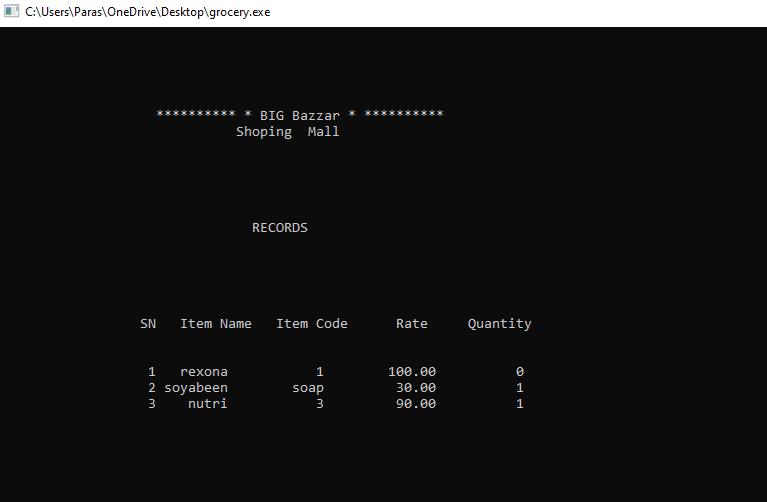 C:\Users\Paras\OneDrive\Desktop\grocery.exe
********** * BIG Bazzar * **********
Shoping  Mall
RECORDS
SN   Item Name   Item Code      Rate     Quantity
1   rexona           1        100.00          0
2 soyabeen        soap         30.00          1
3    nutri           3         90.00          1